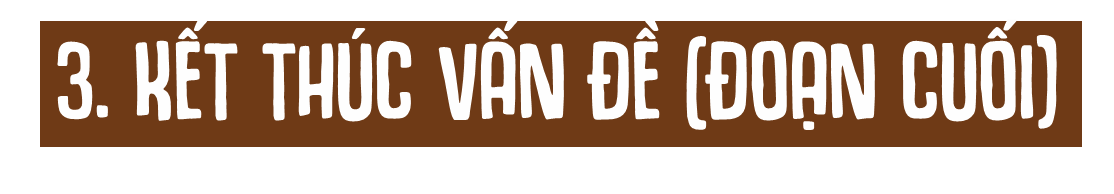 3. KẾT THÚC VẤN ĐỀ (ĐOẠN CUỐI)